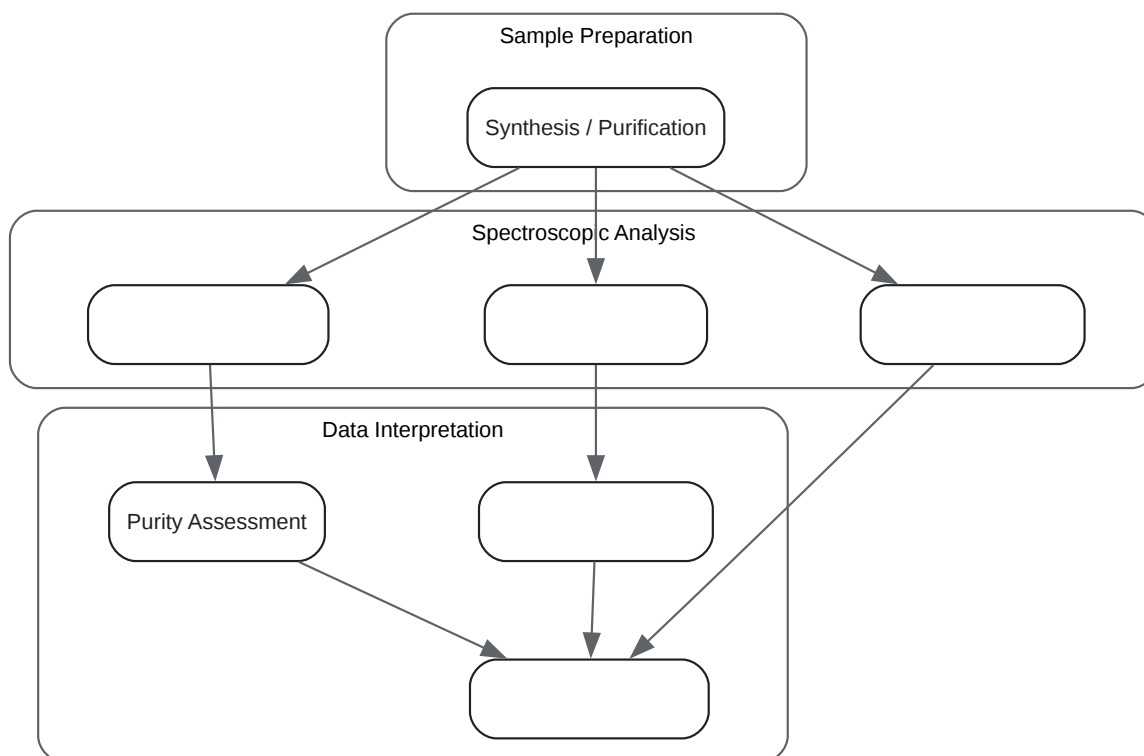 Sample Preparation
Synthesis / Purification
Spectroscopic Analysis
Data Interpretation
Purity Assessment